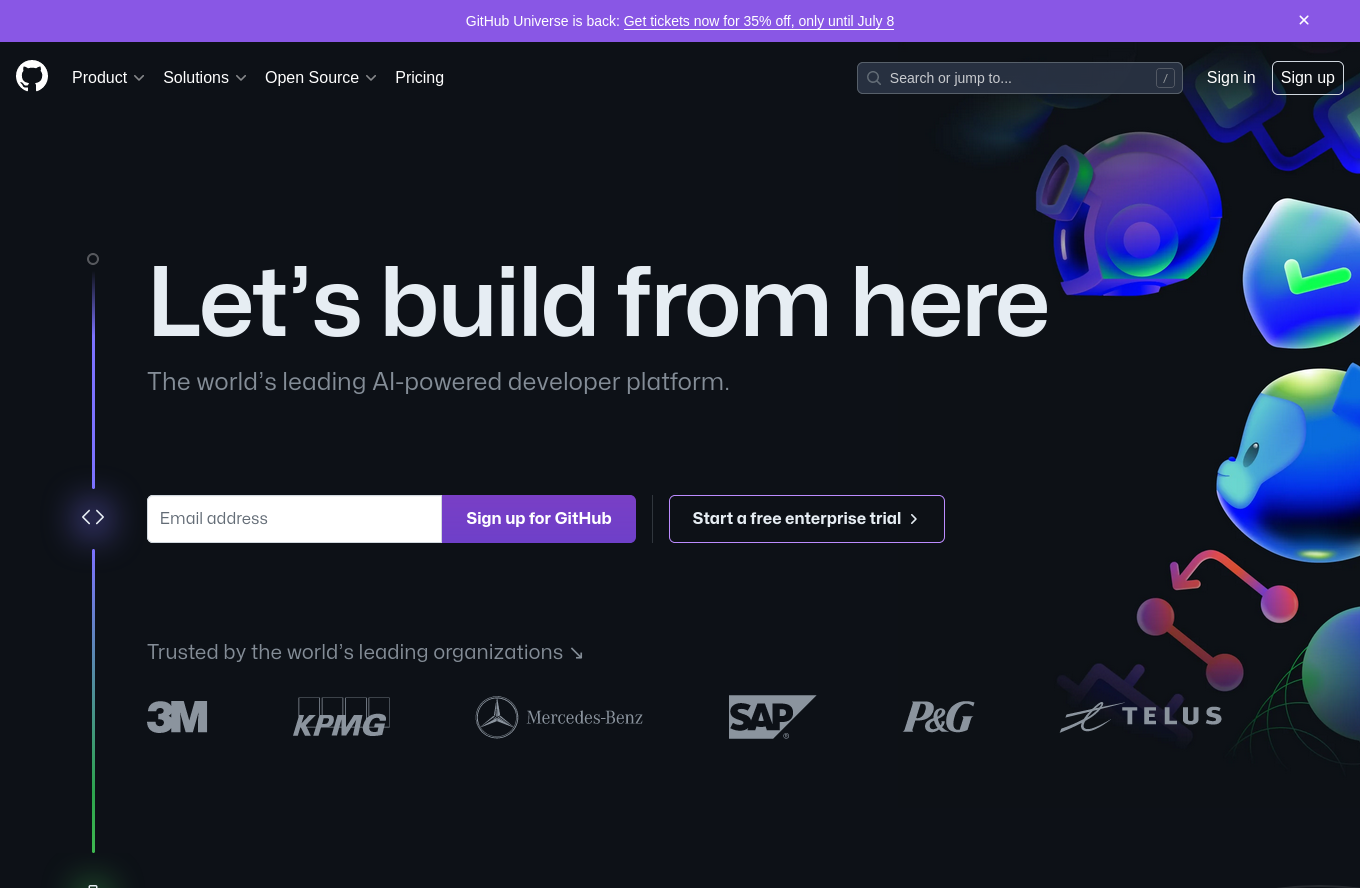 GitHub Universe is back: Get tickets now for 35% off, only until July 8
Product Solutions Open Source Pricing Search or jump to... / Sign in Sign up
Let’s build from here
The world’s leading AI-powered developer platform.
Email address Sign up for GitHub Start a free enterprise trial
Trusted by the world’s leading organizations ↘
3M KPMG Mercedes-Benz SAP ® P&G TELUS